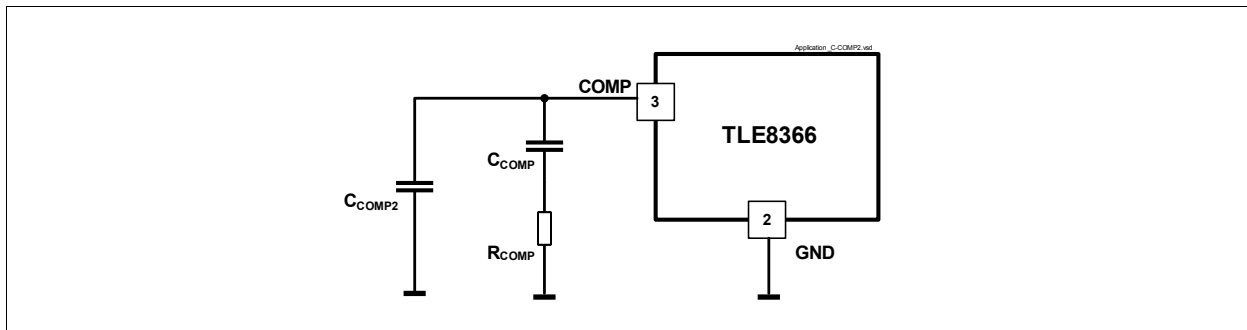 Application_C-COMP2.vsd
COMP
3
TLE8366
CCOMP
CCOMP2
2
RCOMP
GND